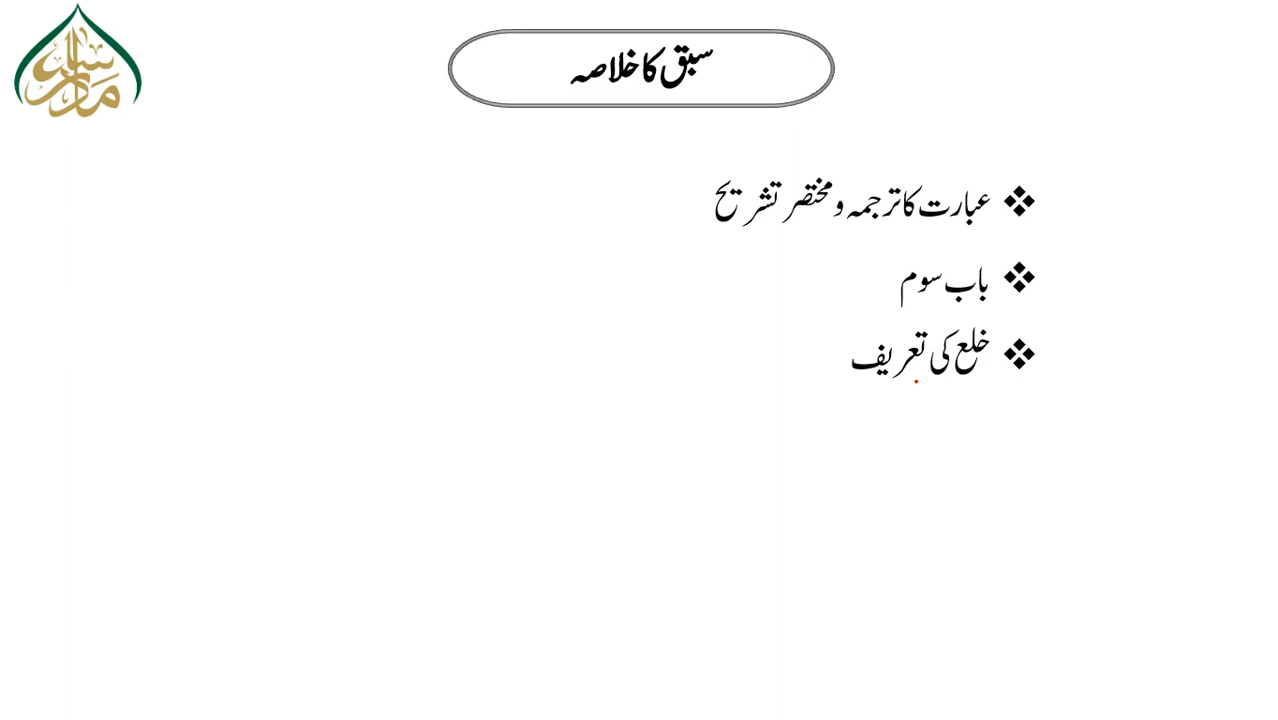 سبق کا خلاصہ
عبارت کا ترجمہ و مختصر تشریح
باب سوم
خلع کی تعریف